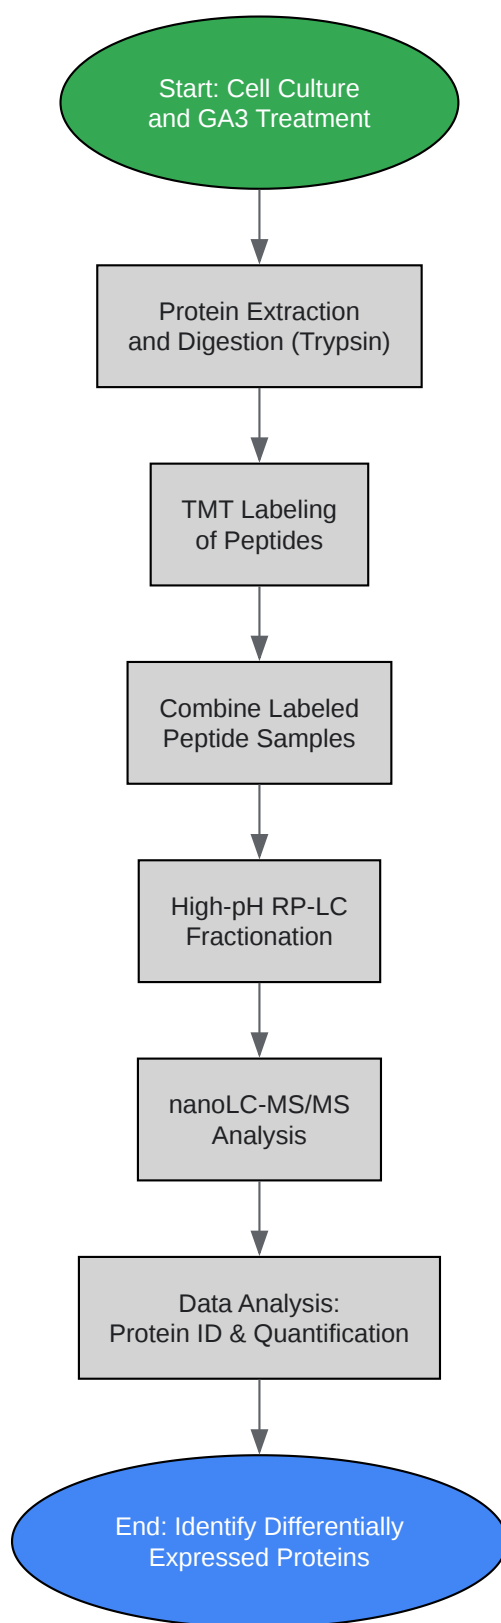 Start: Cell Culture
and GA3 Treatment
Protein Extraction
and Digestion (Trypsin)
TMT Labeling
of Peptides
Combine Labeled
Peptide Samples
High-pH RP-LC
Fractionation
nanoLC-MS/MS
Analysis
Data Analysis:
Protein ID & Quantification
End: Identify Differentially
Expressed Proteins